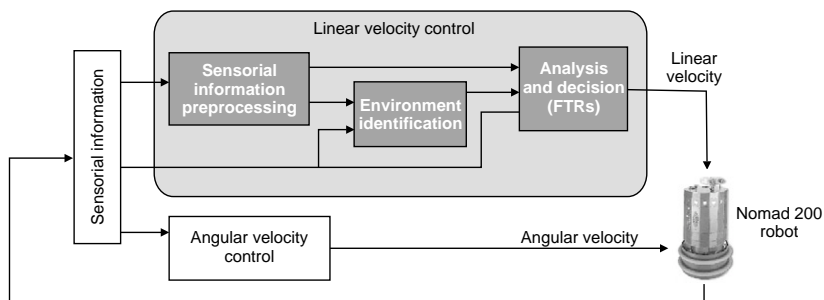 Linear velocity control
Sensorial information
Sensorial
information
preprocessing
Environment
identification
Analysis
and decision
(FTRs)
Linear
velocity
Angular velocity
control
Angular velocity
Nomad 200
robot